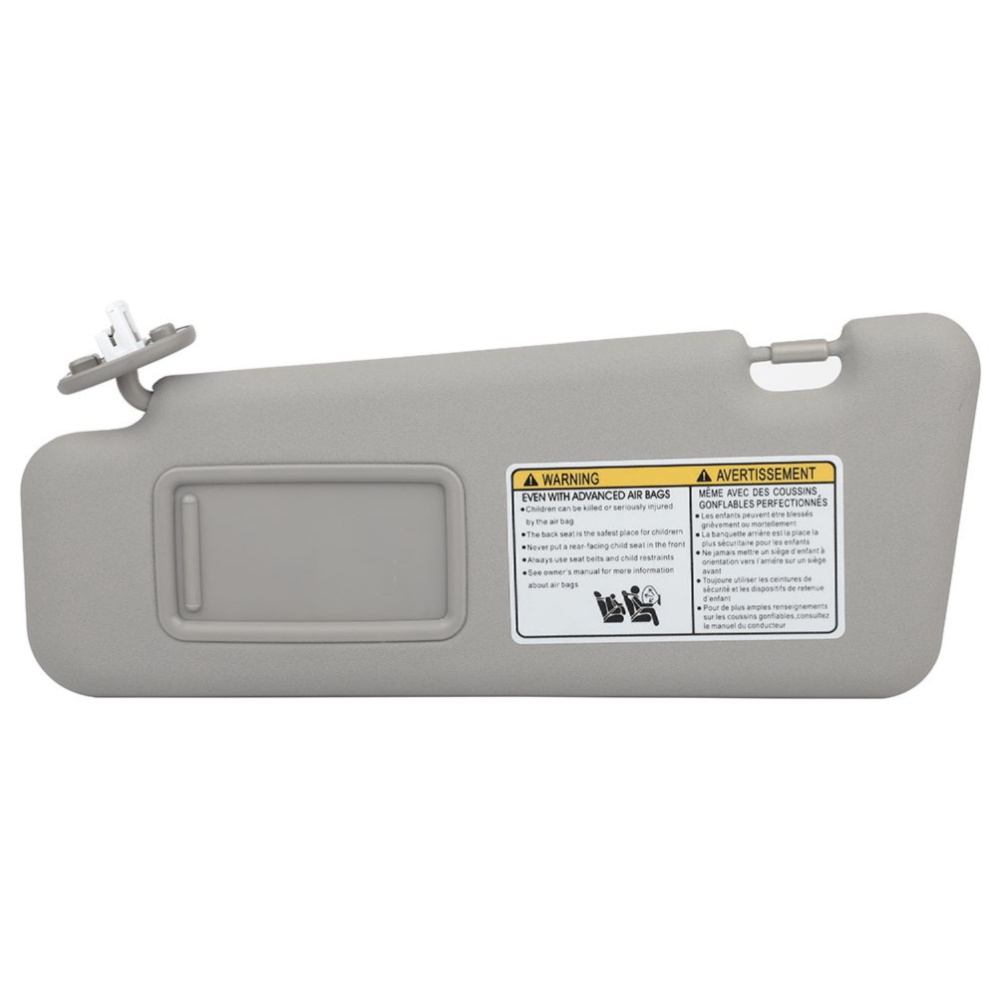 WARNING
EVEN WITH ADVANCED AIR BAGS
•Children can be killed or seriously injured
by the air bag
•The back seat is the safest place for childrern
•Never put a rear-facing child seat in the front
•Always use seat belts and child restraints
•See owner's manual for more information
about air bags
AVERTISSEMENT
MÊME AVEC DES COUSSINS
GONFLABLES PERFECTIONNÉS
• Les enfants peuvent être blessés
grièvement ou mortellement
• La banquette arrière est la place la
plus sécuritaire pour les enfants
• Ne jamais mettre un siège d'enfant à
orientation vers l'arrière sur un siège
avant
• Toujoure utiliser les ceintures de
sécurité et les dispositifs de retenue
d'enfant
• Pour de plus amples renseignements
sur les coussins gonflables,consultez
le manuel du conducteur